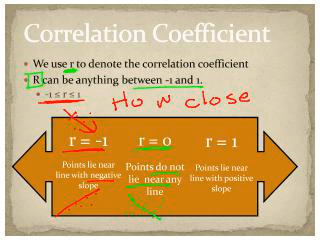 Correlation Coefficient
We use r to denote the correlation coefficient
R can be anything between -1 and 1.
-1 ≤ r ≤ 1
How close
r = -1
Points lie near
line with negative
slope
r = 0
Points do not
lie near any
line
r = 1
Points lie near
line with positive
slope